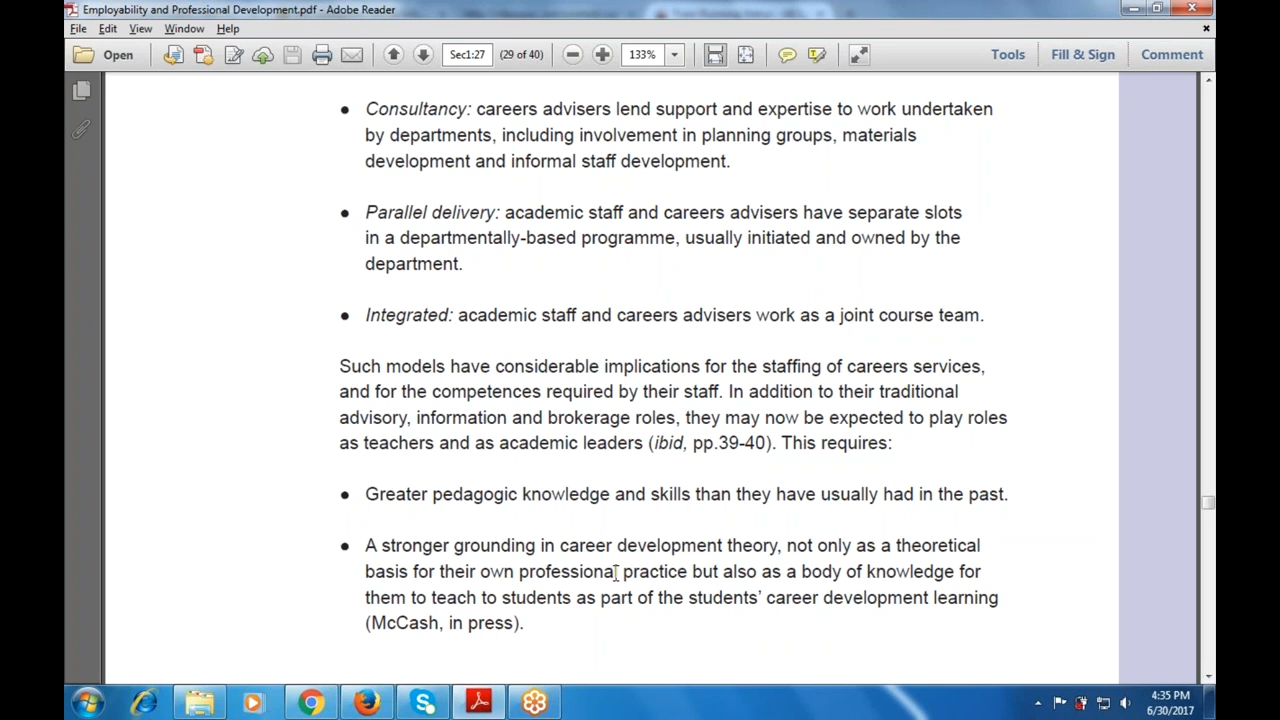 Employability and Professional Development.pdf - Adobe Reader
File Edit View Window Help
Open Sec1:27 (29 of 40) 133% Tools Fill & Sign Comment
• Consultancy: careers advisers lend support and expertise to work undertaken
by departments, including involvement in planning groups, materials
development and informal staff development.
• Parallel delivery: academic staff and careers advisers have separate slots
in a departmentally-based programme, usually initiated and owned by the
department.
• Integrated: academic staff and careers advisers work as a joint course team.
Such models have considerable implications for the staffing of careers services,
and for the competences required by their staff. In addition to their traditional
advisory, information and brokerage roles, they may now be expected to play roles
as teachers and as academic leaders (ibid, pp.39-40). This requires:
• Greater pedagogic knowledge and skills than they have usually had in the past.
• A stronger grounding in career development theory, not only as a theoretical
basis for their own professional practice but also as a body of knowledge for
them to teach to students as part of the students’ career development learning
(McCash, in press).
4:35 PM
6/30/2017